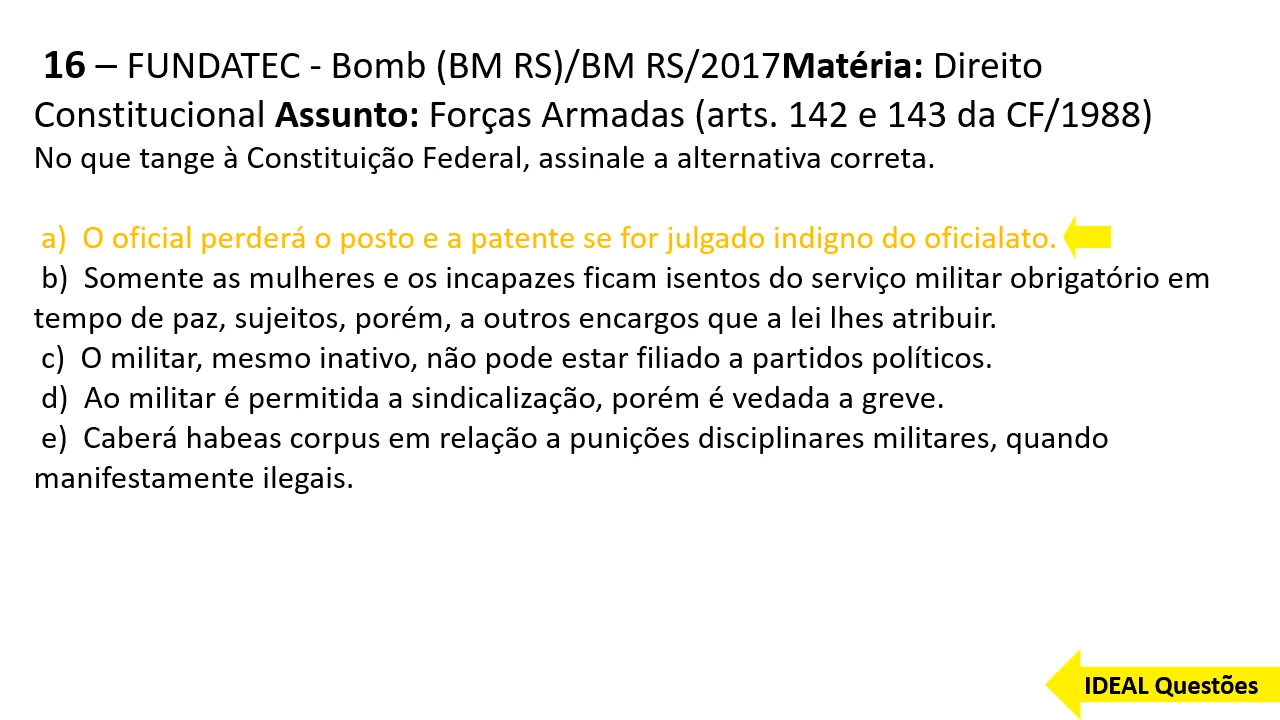 16 – FUNDATEC - Bomb (BM RS)/BM RS/2017Matéria: Direito
Constitucional Assunto: Forças Armadas (arts. 142 e 143 da CF/1988)
No que tange à Constituição Federal, assinale a alternativa correta.
a) O oficial perderá o posto e a patente se for julgado indigno do oficialato.
b) Somente as mulheres e os incapazes ficam isentos do serviço militar obrigatório em
tempo de paz, sujeitos, porém, a outros encargos que a lei lhes atribuir.
c) O militar, mesmo inativo, não pode estar filiado a partidos políticos.
d) Ao militar é permitida a sindicalização, porém é vedada a greve.
e) Caberá habeas corpus em relação a punições disciplinares militares, quando
manifestamente ilegais.
IDEAL Questões